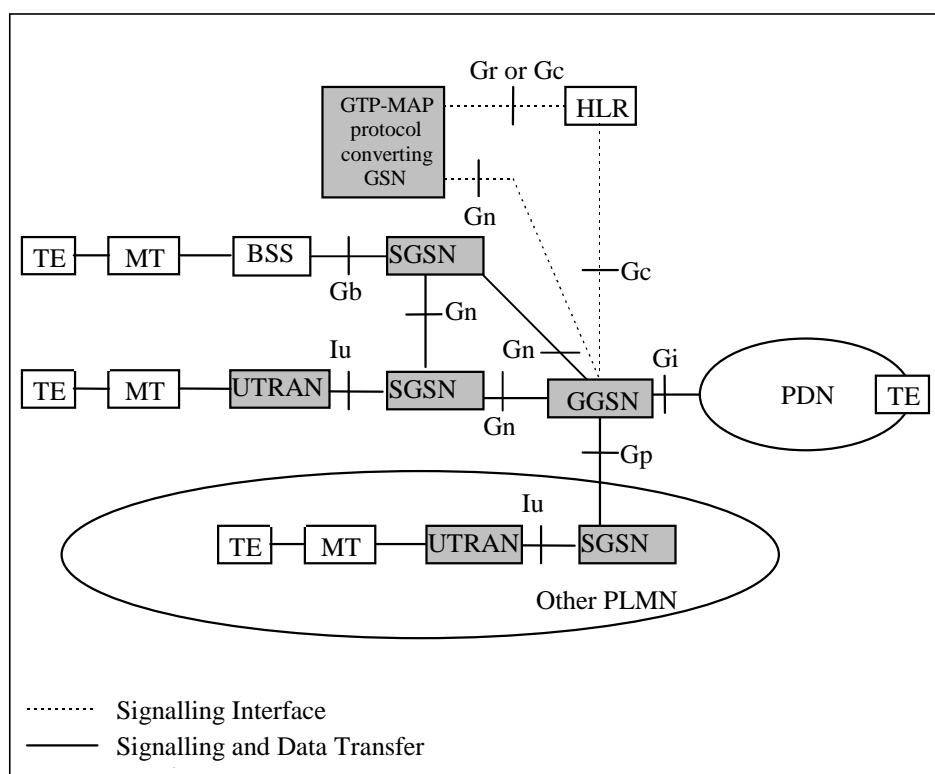 Gr or Gc
GTP-MAP
protocol
converting
GSN
HLR
Gn
TE
MT
BSS
SGSN
Gb
Gn
Gc
Gn
Iu
Gi
TE
MT
UTRAN
SGSN
Gn
GGSN
PDN
TE
Gp
Iu
TE
MT
UTRAN
SGSN
Other PLMN
Signalling Interface
Signalling and Data Transfer